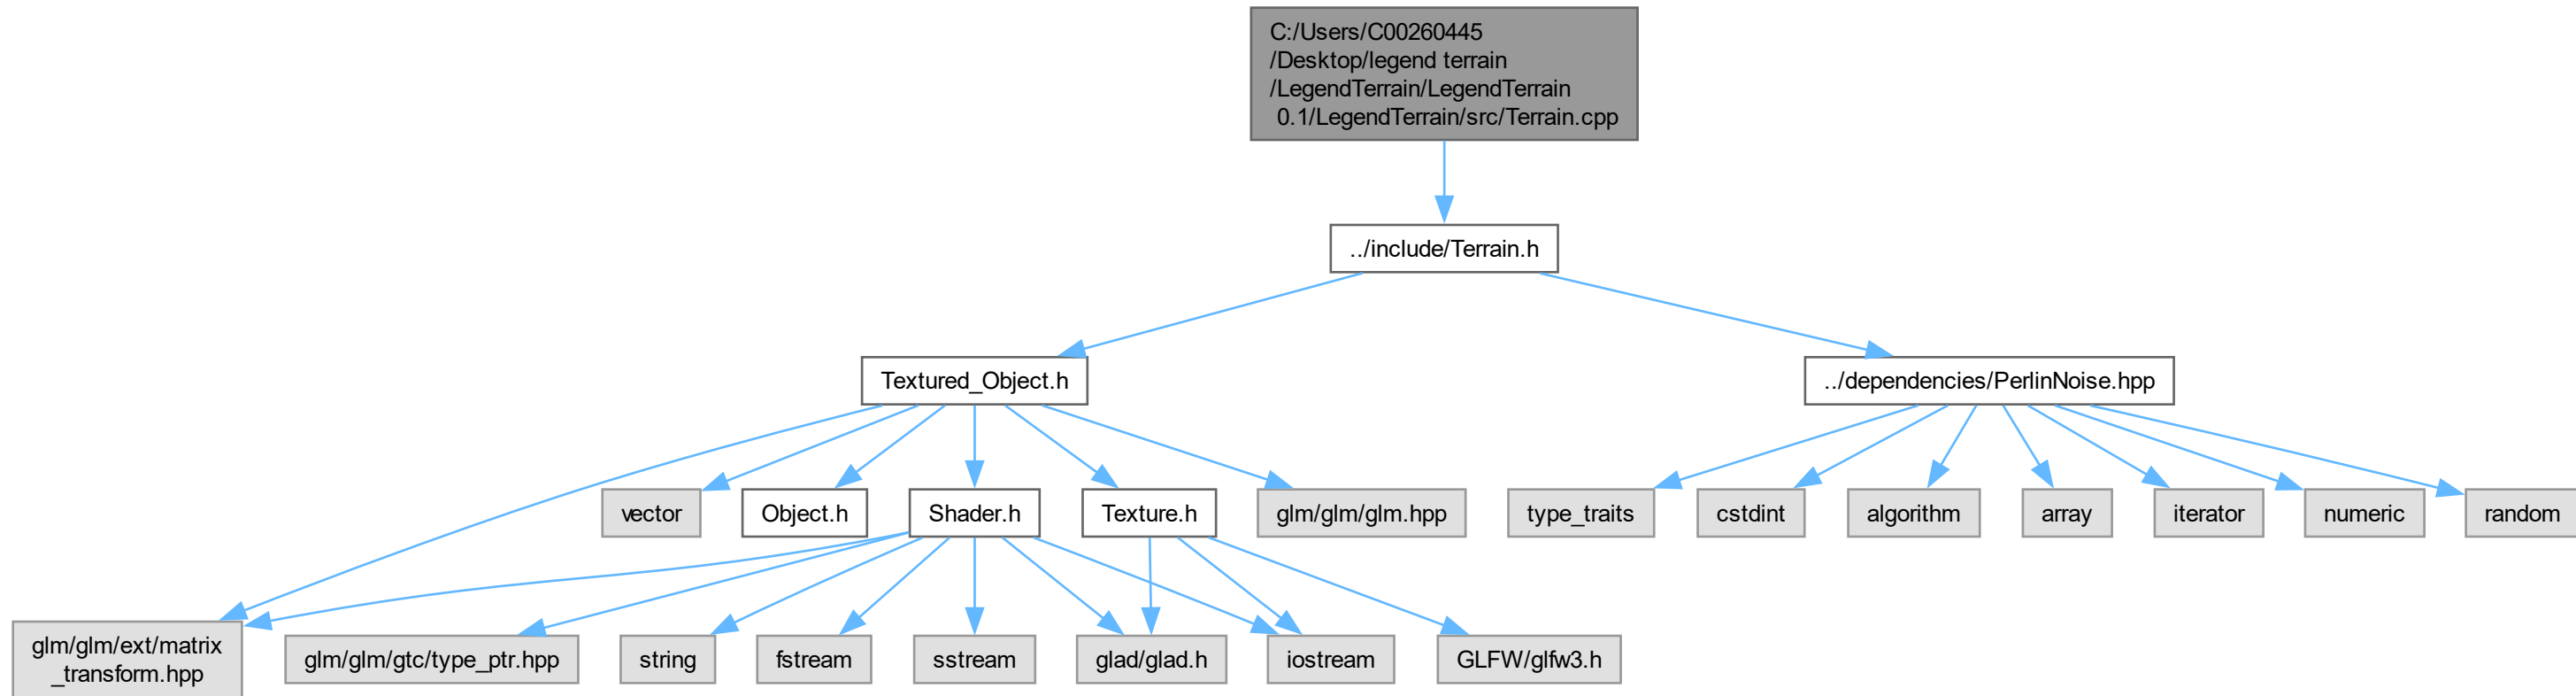 C:/Users/C00260445
/Desktop/legend terrain
/LegendTerrain/LegendTerrain
 0.1/LegendTerrain/src/Terrain.cpp
../include/Terrain.h
Textured_Object.h
../dependencies/PerlinNoise.hpp
vector
Object.h
Shader.h
Texture.h
glm/glm/glm.hpp
type_traits
cstdint
algorithm
array
iterator
numeric
random
glm/glm/ext/matrix
_transform.hpp
glm/glm/gtc/type_ptr.hpp
string
fstream
sstream
glad/glad.h
iostream
GLFW/glfw3.h